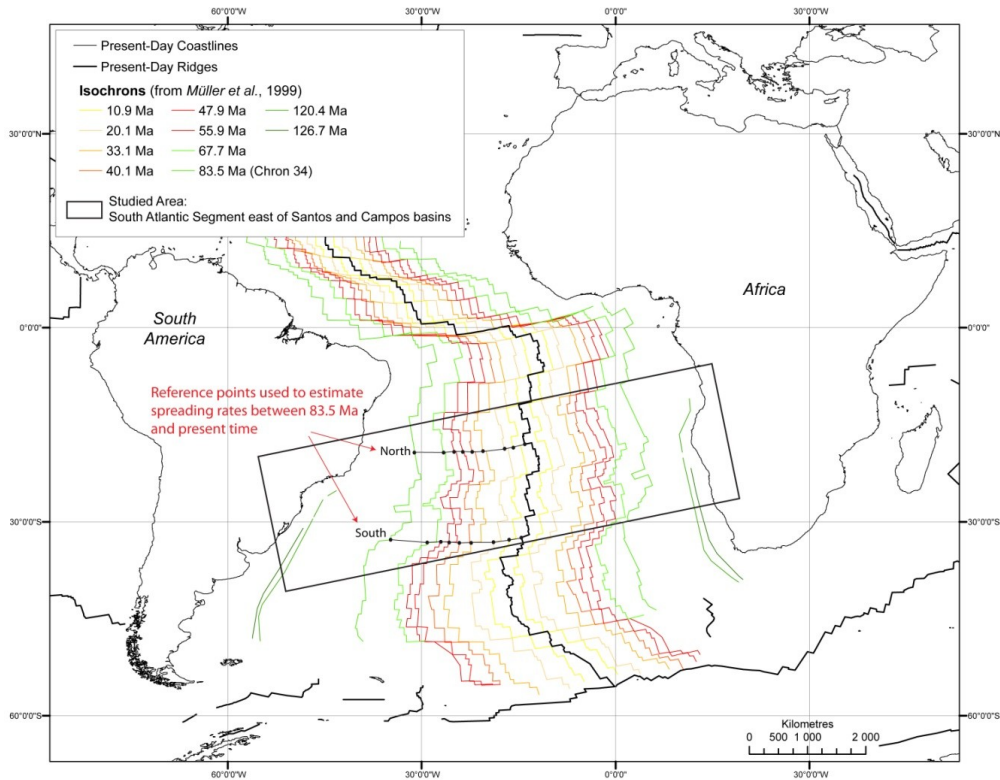 60°0'0"W 30°0'0"W 0°0'0" 30°0'0"E
Present-Day Coastlines
Present-Day Ridges
Isochrons (from Müller et al., 1999)
10.9 Ma 47.9 Ma 120.4 Ma
20.1 Ma 55.9 Ma 126.7 Ma
33.1 Ma 67.7 Ma
40.1 Ma 83.5 Ma (Chron 34)
Studied Area:
South Atlantic Segment east of Santos and Campos basins
30°0'0"N 30°0'0"N
Africa
South
America
0°0'0" 0°0'0"
Reference points used to estimate
spreading rates between 83.5 Ma
and present time
North
South
30°0'0"S 30°0'0"S
60°0'0"S 60°0'0"S
Kilometres
0 500 1 000 2 000
60°0'0"W 30°0'0"W 0°0'0" 30°0'0"E